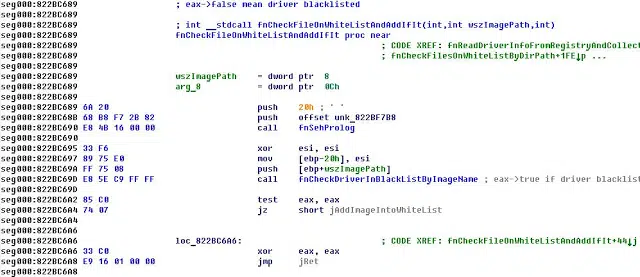 seg000:822BC689 ; eax->false mean driver blacklisted
seg000:822BC689
seg000:822BC689 ; int __stdcall fnCheckFileOnWhiteListAndAddIfIt(int,int wszImagePath,int)
seg000:822BC689 fnCheckFileOnWhiteListAndAddIfIt proc near
seg000:822BC689 ; CODE XREF: fnReadDriverInfoFromRegistryAndCollect
seg000:822BC689 ; fnCheckFilesOnWhiteListByDirPath+1FE↓p ...
seg000:822BC689
seg000:822BC689 wszImagePath = dword ptr 8
seg000:822BC689 arg_8 = dword ptr 0Ch
seg000:822BC689
seg000:822BC689 6A 20 push 20h ; ' '
seg000:822BC68B 68 B8 F7 2B 82 push offset unk_822BF7B8
seg000:822BC690 E8 4B 16 00 00 call fnSehProlog
seg000:822BC690
seg000:822BC695 33 F6 xor esi, esi
seg000:822BC697 89 75 E0 mov [ebp-20h], esi
seg000:822BC69A FF 75 08 push [ebp+wszImagePath]
seg000:822BC69D E8 5E C9 FF FF call fnCheckDriverInBlackListByImageName ; eax->true if driver blacklist
seg000:822BC69D
seg000:822BC6A2 85 C0 test eax, eax
seg000:822BC6A4 74 07 jz short jAddImageIntoWhiteList
seg000:822BC6A4
seg000:822BC6A6
seg000:822BC6A6 loc_822BC6A6: ; CODE XREF: fnCheckFileOnWhiteListAndAddIfIt+44↓j
seg000:822BC6A6 33 C0 xor eax, eax
seg000:822BC6A8 E9 16 01 00 00 jmp jRet
seg000:822BC6A8